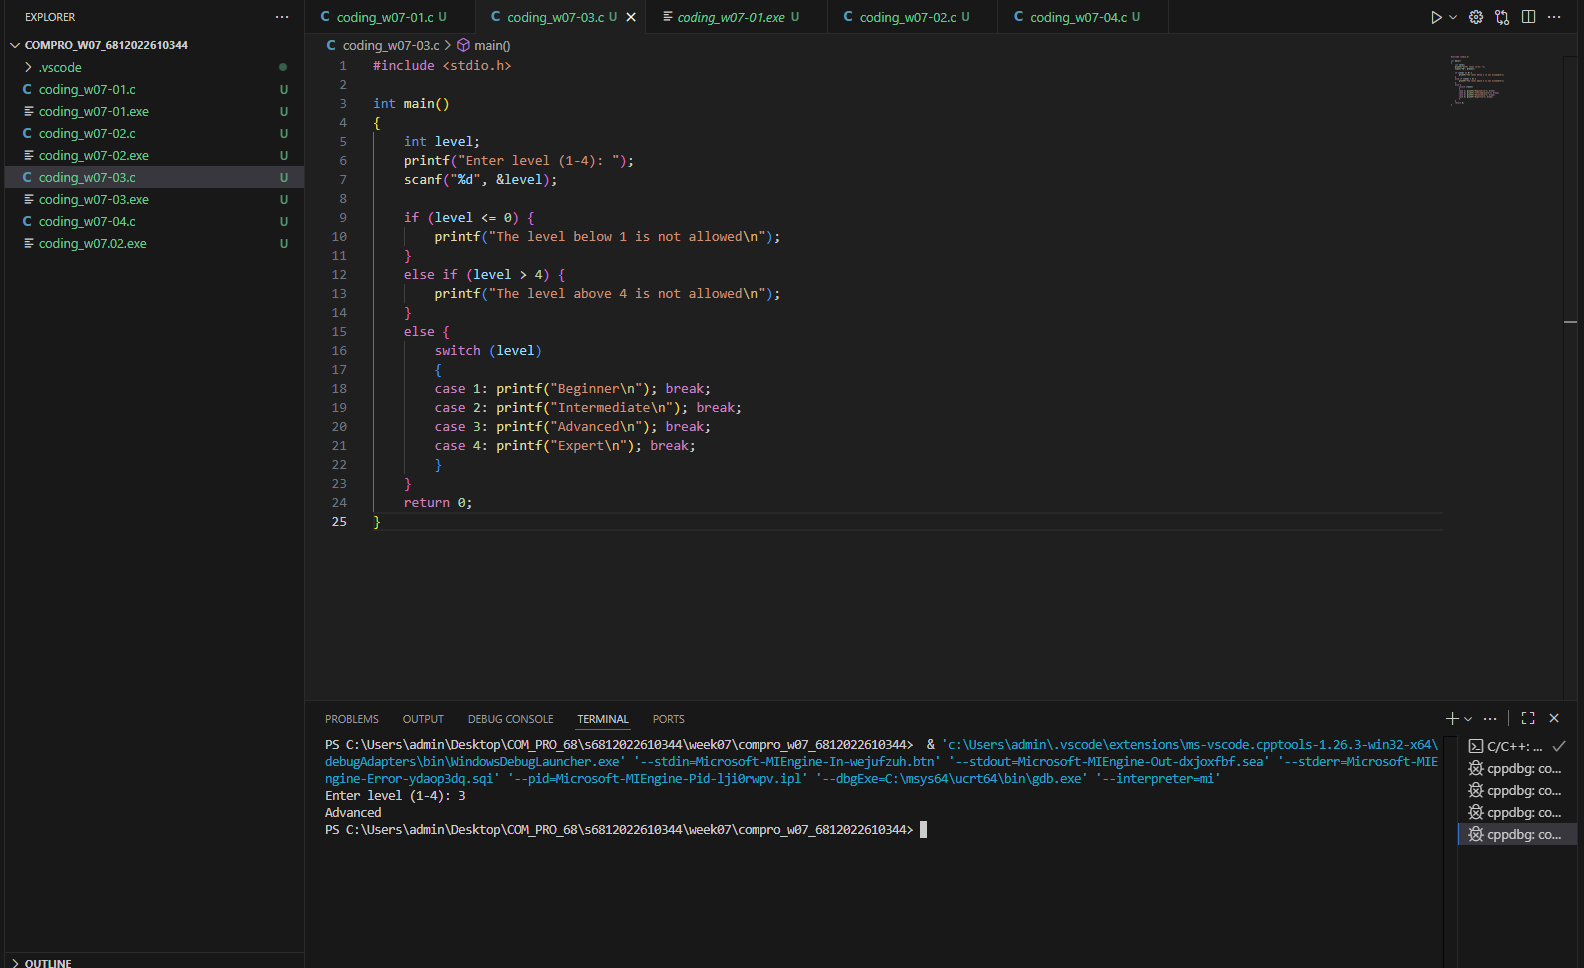 EXPLORER
COMPRO_W07_6812022610344
.vscode
C coding_w07-01.c U
coding_w07-01.exe U
C coding_w07-02.c U
coding_w07-02.exe U
C coding_w07-03.c U
coding_w07-03.exe U
C coding_w07-04.c U
coding_w07.02.exe U
OUTLINE
C coding_w07-01.c U C coding_w07-03.c U coding_w07-01.exe U C coding_w07-02.c U C coding_w07-04.c U
C coding_w07-03.c > main()
1 #include <stdio.h>
2
3 int main()
4 {
5     int level;
6     printf("Enter level (1-4): ");
7     scanf("%d", &level);
8
9     if (level <= 0) {
10         printf("The level below 1 is not allowed\n");
11     }
12     else if (level > 4) {
13         printf("The level above 4 is not allowed\n");
14     }
15     else {
16         switch (level)
17         {
18         case 1: printf("Beginner\n"); break;
19         case 2: printf("Intermediate\n"); break;
20         case 3: printf("Advanced\n"); break;
21         case 4: printf("Expert\n"); break;
22         }
23     }
24     return 0;
25 }
PROBLEMS OUTPUT DEBUG CONSOLE TERMINAL PORTS
PS C:\Users\admin\Desktop\COM_PRO_68\s6812022610344\week07\compro_w07_6812022610344>  & 'c:\Users\admin\.vscode\extensions\ms-vscode.cpptools-1.26.3-win32-x64\
debugAdapters\bin\WindowsDebugLauncher.exe' '--stdin=Microsoft-MIEngine-In-wejufzuh.btn' '--stdout=Microsoft-MIEngine-Out-dxjoxfbf.sea' '--stderr=Microsoft-MIE
ngine-Error-ydaop3dq.sqi' '--pid=Microsoft-MIEngine-Pid-lji0rwpv.ipl' '--dbgExe=C:\msys64\ucrt64\bin\gdb.exe' '--interpreter=mi'
Enter level (1-4): 3
Advanced
PS C:\Users\admin\Desktop\COM_PRO_68\s6812022610344\week07\compro_w07_6812022610344>
C/C++: ...
cppdbg: co...
cppdbg: co...
cppdbg: co...
cppdbg: co...